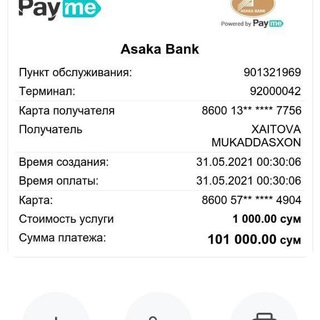 Payme
ASAKA BANK
Powered by Payme
Asaka Bank
Пункт обслуживания: 901321969
Терминал: 92000042
Карта получателя 8600 13** **** 7756
Получатель XAITOVA
MUKADDASXON
Время создания: 31.05.2021 00:30:06
Время оплаты: 31.05.2021 00:30:06
Карта: 8600 57** **** 4904
Стоимость услуги 1 000.00 сум
Сумма платежа: 101 000.00 сум